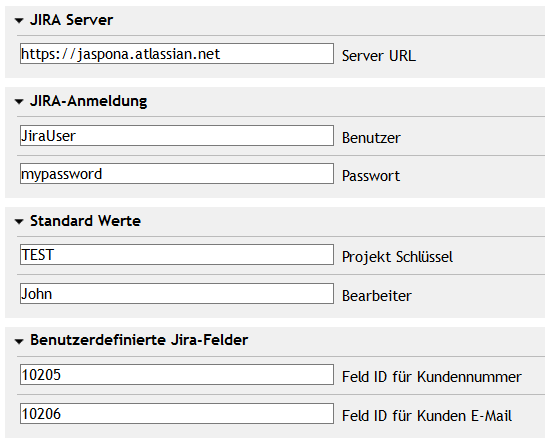 JIRA Server
https://jaspona.atlassian.net Server URL
JIRA-Anmeldung
JiraUser Benutzer
mypassword Passwort
Standard Werte
TEST Projekt Schlüssel
John Bearbeiter
Benutzerdefinierte Jira-Felder
10205 Feld ID für Kundennummer
10206 Feld ID für Kunden E-Mail